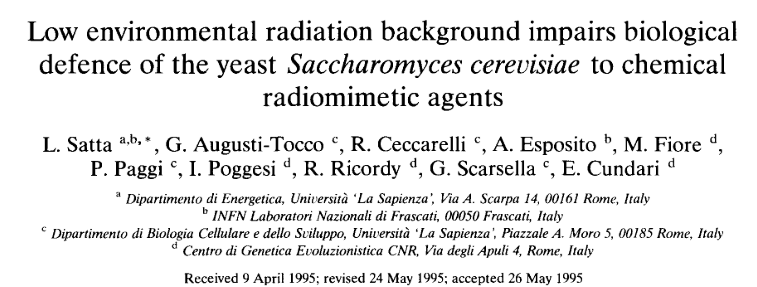 Low environmental radiation background impairs biological
defence of the yeast Saccharomyces cerevisiae to chemical
radiomimetic agents
L. Satta a,b,*, G. Augusti-Tocco c, R. Ceccarelli c, A. Esposito b, M. Fiore d,
P. Paggi c, I. Poggesi d, R. Ricordy d, G. Scarsella c, E. Cundari d
a Dipartimento di Energetica, Università 'La Sapienza', Via A. Scarpa 14, 00161 Rome, Italy
b INFN Laboratori Nazionali di Frascati, 00050 Frascati, Italy
c Dipartimento di Biologia Cellulare e dello Sviluppo, Università 'La Sapienza', Piazzale A. Moro 5, 00185 Rome, Italy
d Centro di Genetica Evoluzionistica CNR, Via degli Apuli 4, Rome, Italy
Received 9 April 1995; revised 24 May 1995; accepted 26 May 1995